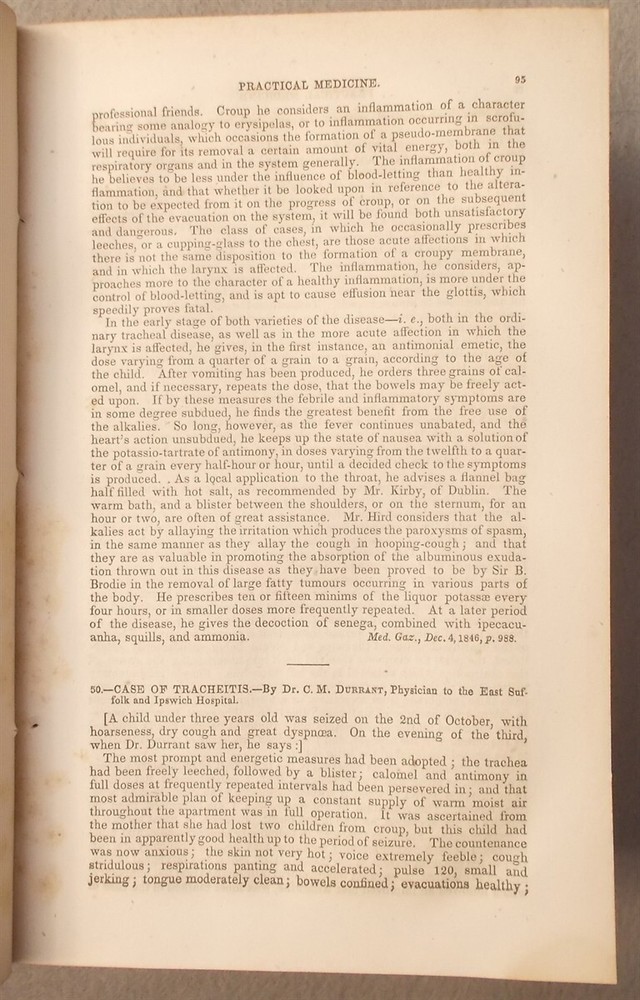 PRACTICAL MEDICINE. 95
professional friends. Croup he considers an inflammation of a character
bearing some analogy to erysipelas, or to inflammation occurring in scrofu-
lous individuals, which occasions the formation of a pseudo-membrane that
will require for its removal a certain amount of vital energy, both in the
respiratory organs and in the system generally. The inflammation of croup
he believes to be less under the influence of blood-letting than healthy in-
flammation, and that whether it be looked upon in reference to the altera-
tion to be expected from it on the progress of croup, or on the subsequent
effects of the evacuation on the system, it will be found both unsatisfactory
and dangerous. The class of cases, in which he occasionally prescribes
leeches, or a cupping-glass to the chest, are those acute affections in which
there is not the same disposition to the formation of a croupy membrane,
and in which the larynx is affected. The inflammation, he considers, ap-
proaches more to the character of a healthy inflammation, is more under the
control of blood-letting, and is apt to cause effusion near the glottis, which
speedily proves fatal.
In the early stage of both varieties of the disease—i. e., both in the ordi-
nary tracheal disease, as well as in the more acute affection in which the
larynx is affected, he gives, in the first instance, an antimonial emetic, the
dose varying from a quarter of a grain to a grain, according to the age of
the child. After vomiting has been produced, he orders three grains of cal-
omel, and if necessary, repeats the dose, that the bowels may be freely act-
ed upon. If by these measures the febrile and inflammatory symptoms are
in some degree subdued, he finds the greatest benefit from the free use of
the alkalies. So long, however, as the fever continues unabated, and the
heart's action unsubdued, he keeps up the state of nausea with a solution of
the potassio-tartrate of antimony, in doses varying from the twelfth to a quar-
ter of a grain every half-hour or hour, until a decided check to the symptoms
is produced. . As a local application to the throat, he advises a flannel bag
half filled with hot salt, as recommended by Mr. Kirby, of Dublin. The
warm bath, and a blister between the shoulders, or on the sternum, for an
hour or two, are often of great assistance. Mr. Hird considers that the al-
kalies act by allaying the irritation which produces the paroxysms of spasm,
in the same manner as they allay the cough in hooping-cough; and that
they are as valuable in promoting the absorption of the albuminous exuda-
tion thrown out in this disease as they have been proved to be by Sir B.
Brodie in the removal of large fatty tumours occurring in various parts of
the body. He prescribes ten or fifteen minims of the liquor potassæ every
four hours, or in smaller doses more frequently repeated. At a later period
of the disease, he gives the decoction of senega, combined with ipecacu-
anha, squills, and ammonia. Med. Gaz., Dec. 4, 1846, p. 988.
50.—CASE OF TRACHEITIS.—By Dr. C. M. DURRANT, Physician to the East Suf-
folk and Ipswich Hospital.
[A child under three years old was seized on the 2nd of October, with
hoarseness, dry cough and great dyspnœa. On the evening of the third,
when Dr. Durrant saw her, he says :]
The most prompt and energetic measures had been adopted ; the trachea
had been freely leeched, followed by a blister; calomel and antimony in
full doses at frequently repeated intervals had been persevered in; and that
most admirable plan of keeping up a constant supply of warm moist air
throughout the apartment was in full operation. It was ascertained from
the mother that she had lost two children from croup, but this child had
been in apparently good health up to the period of seizure. The countenance
was now anxious; the skin not very hot; voice extremely feeble; cough
stridulous; respirations panting and accelerated; pulse 120, small and
jerking; tongue moderately clean; bowels confined; evacuations healthy;